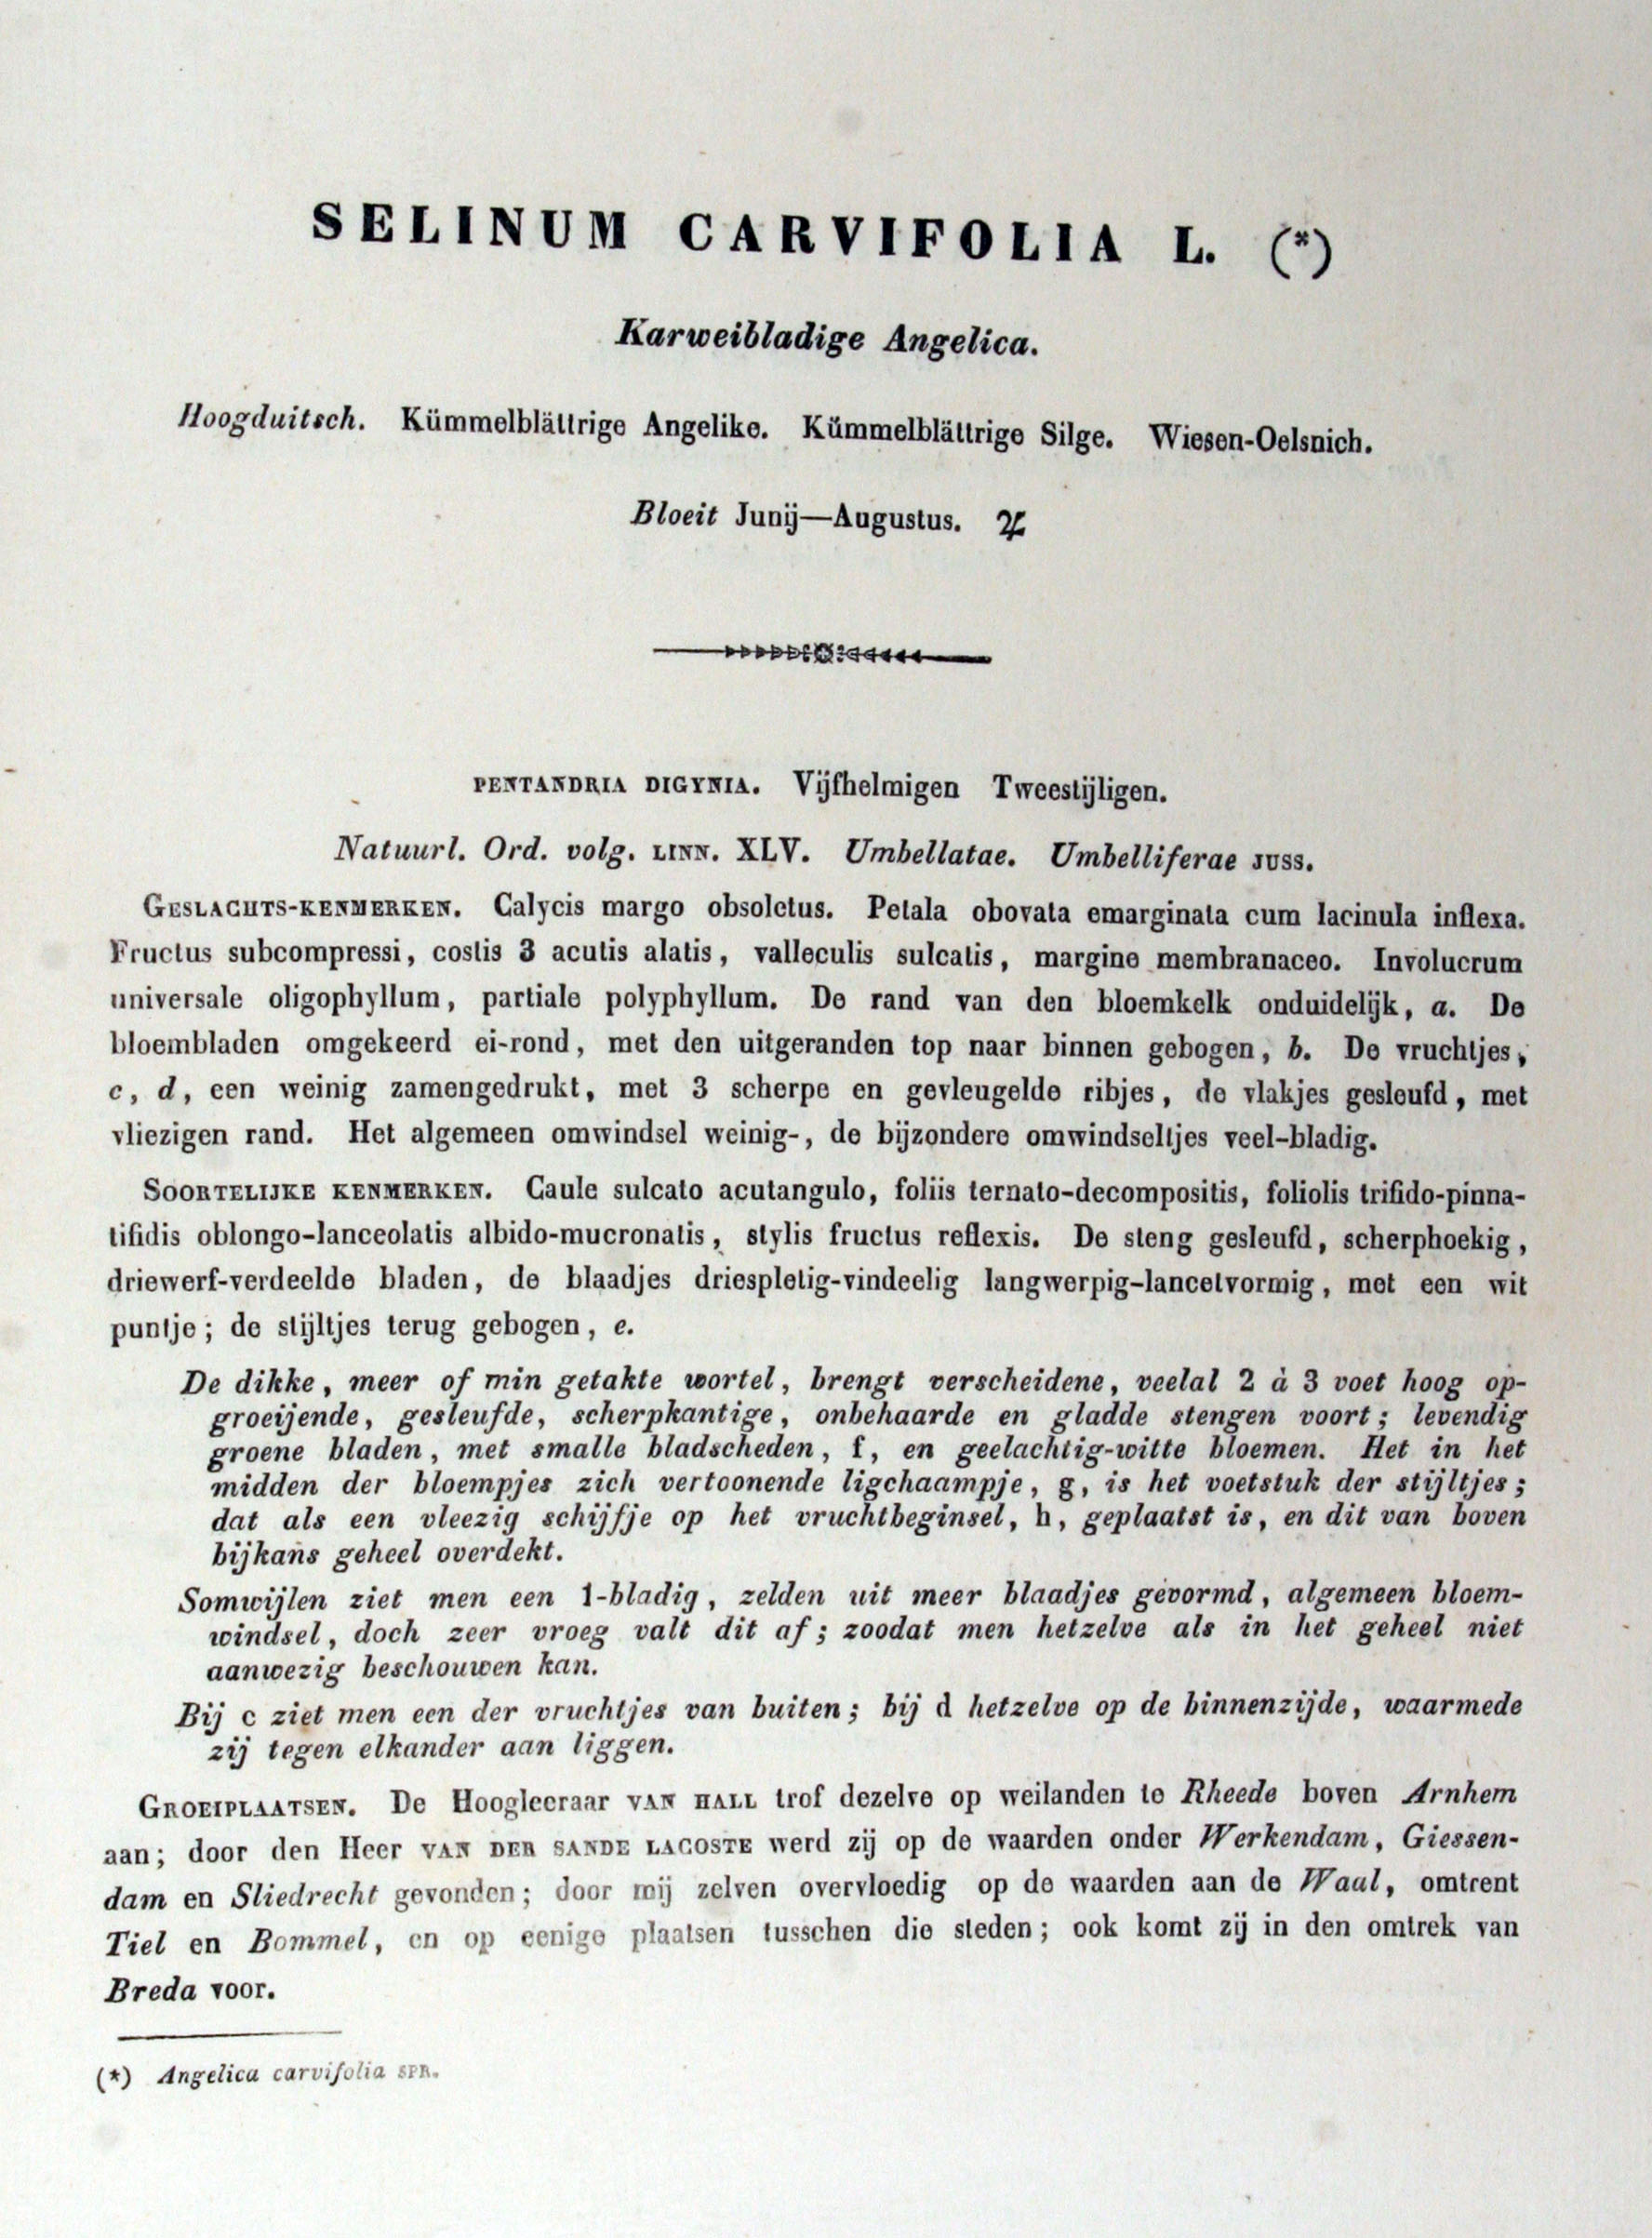 SELINUM CARVIFOLIA L. (*)
Karweibladige Angelica.
Hoogduitsch. Kümmelblättrige Angelike. Kümmelblättrige Silge. Wiesen-Oelsnich.
Bloeit Junij—Augustus. ♃
PENTANDRIA DIGYNIA. Vijfhelmigen Tweestijligen.
Natuurl. Ord. volg. LINN. XLV. Umbellatae. Umbelliferae JUSS.
GESLACHTS-KENMERKEN. Calycis margo obsoletus. Petala obovata emarginata cum lacinula inflexa.
Fructus subcompressi, costis 3 acutis alatis, valleculis sulcatis, margine membranaceo. Involucrum
universale oligophyllum, partiale polyphyllum. De rand van den bloemkelk onduidelijk, a. De
bloembladen omgekeerd ei-rond, met den uitgeranden top naar binnen gebogen, b. De vruchtjes,
c, d, een weinig zamengedrukt, met 3 scherpe en gevleugelde ribjes, de vlakjes gesleufd, met
vliezigen rand. Het algemeen omwindsel weinig-, de bijzondere omwindseltjes veel-bladig.
SOORTELIJKE KENMERKEN. Caule sulcato acutangulo, foliis ternato-decompositis, foliolis trifido-pinna-
tifidis oblongo-lanceolatis albido-mucronatis, stylis fructus reflexis. De steng gesleufd, scherphoekig,
driewerf-verdeelde bladen, de blaadjes driespletig-vindeelig langwerpig-lancetvormig, met een wit
puntje; de stijltjes terug gebogen, e.
De dikke, meer of min getakte wortel, brengt verscheidene, veelal 2 à 3 voet hoog op-
groeijende, gesleufde, scherpkantige, onbehaarde en gladde stengen voort; levendig
groene bladen, met smalle bladscheden, f, en geelachtig-witte bloemen. Het in het
midden der bloempjes zich vertoonende ligchaampje, g, is het voetstuk der stijltjes;
dat als een vleezig schijfje op het vruchtbeginsel, h, geplaatst is, en dit van boven
bijkans geheel overdekt.
Somwijlen ziet men een 1-bladig, zelden uit meer blaadjes gevormd, algemeen bloem-
windsel, doch zeer vroeg valt dit af; zoodat men hetzelve als in het geheel niet
aanwezig beschouwen kan.
Bij c ziet men een der vruchtjes van buiten; bij d hetzelve op de binnenzijde, waarmede
zij tegen elkander aan liggen.
GROEIPLAATSEN. De Hoogleeraar VAN HALL trof dezelve op weilanden te Rheede boven Arnhem
aan; door den Heer VAN DER SANDE LACOSTE werd zij op de waarden onder Werkendam, Giessen-
dam en Sliedrecht gevonden; door mij zelven overvloedig op de waarden aan de Waal, omtrent
Tiel en Bommel, en op eenige plaatsen tusschen die steden; ook komt zij in den omtrek van
Breda voor.
(*) Angelica carvifolia SPR.